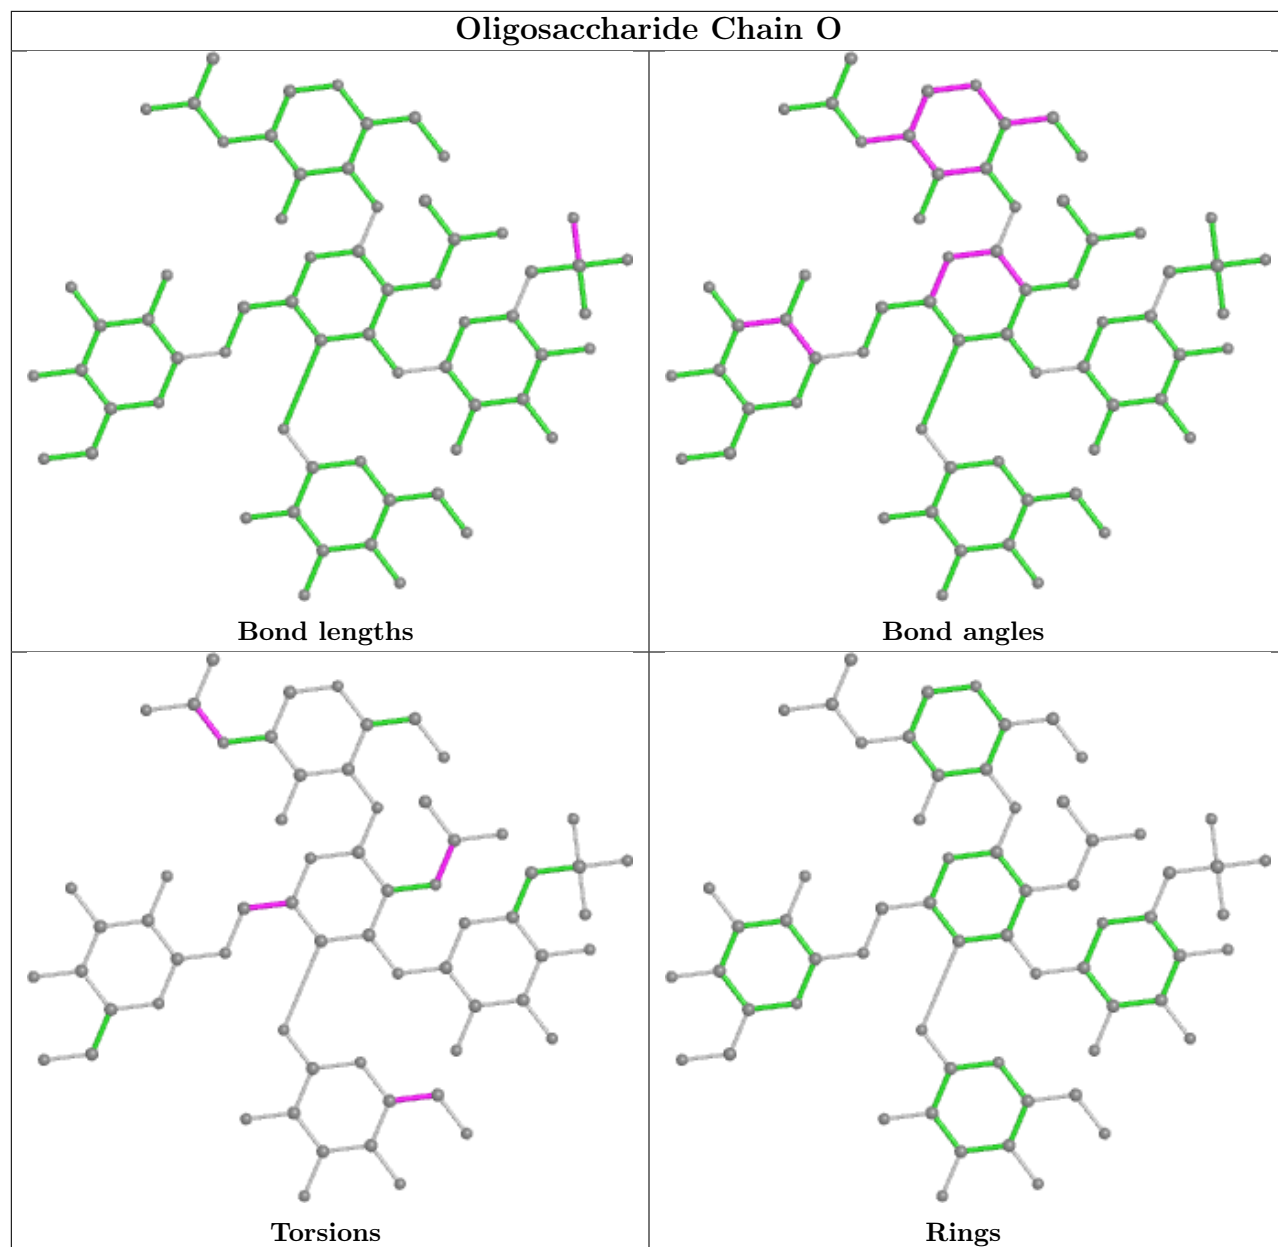 Oligosaccharide Chain O
Bond lengths
Bond angles
Torsions
Rings